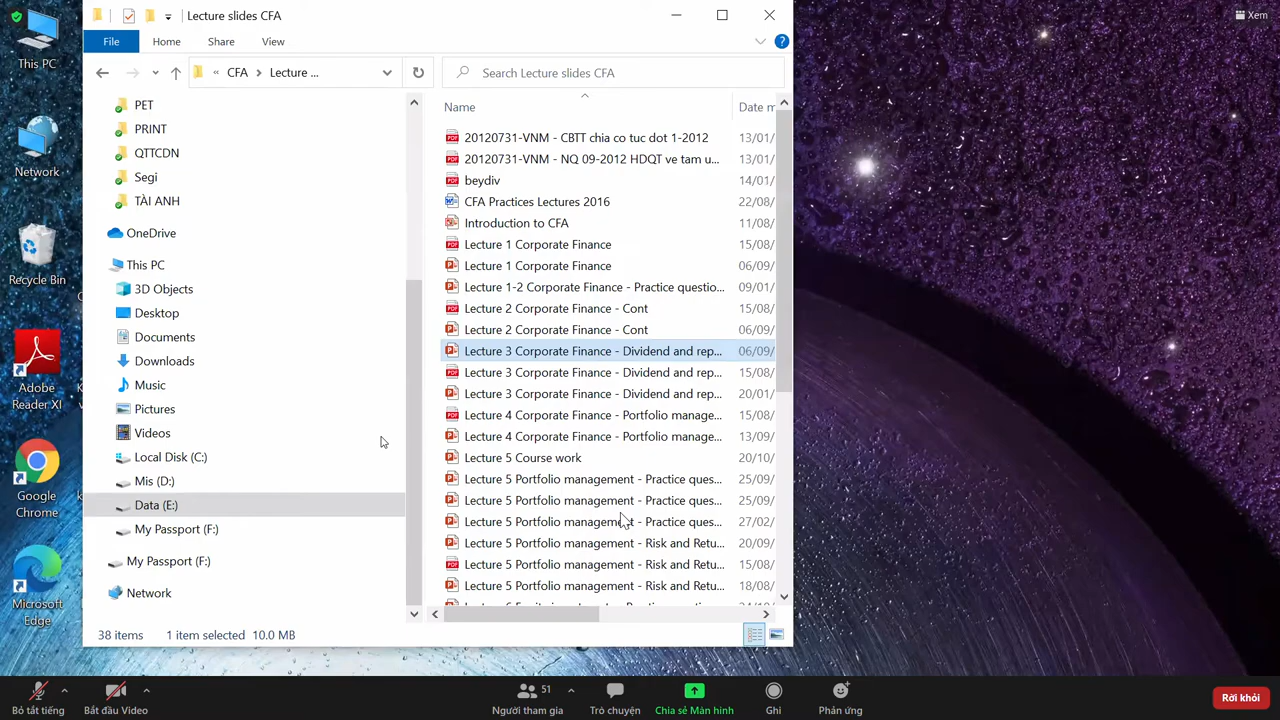 Lecture slides CFA
Xem
File Home Share View
« CFA > Lecture ...
Search Lecture slides CFA
This PC
Network
Recycle Bin
Adobe
Reader XI
Google
Chrome
Microsoft
Edge
PET
PRINT
QTTCDN
Segi
TÀI ANH
OneDrive
This PC
3D Objects
Desktop
Documents
Downloads
Music
Pictures
Videos
Local Disk (C:)
Mis (D:)
Data (E:)
My Passport (F:)
My Passport (F:)
Network
Name Date m
20120731-VNM - CBTT chia co tuc dot 1-2012 13/01/
20120731-VNM - NQ 09-2012 HDQT ve tam u... 13/01/
beydiv 14/01/
CFA Practices Lectures 2016 22/08/
Introduction to CFA 11/08/
Lecture 1 Corporate Finance 15/08/
Lecture 1 Corporate Finance 06/09/
Lecture 1-2 Corporate Finance - Practice questio... 09/01/
Lecture 2 Corporate Finance - Cont 15/08/
Lecture 2 Corporate Finance - Cont 06/09/
Lecture 3 Corporate Finance - Dividend and rep... 06/09/
Lecture 3 Corporate Finance - Dividend and rep... 15/08/
Lecture 3 Corporate Finance - Dividend and rep... 20/01/
Lecture 4 Corporate Finance - Portfolio manage... 15/08/
Lecture 4 Corporate Finance - Portfolio manage... 13/09/
Lecture 5 Course work 20/10/
Lecture 5 Portfolio management - Practice ques... 25/09/
Lecture 5 Portfolio management - Practice ques... 25/09/
Lecture 5 Portfolio management - Practice ques... 27/02/
Lecture 5 Portfolio management - Risk and Retu... 20/09/
Lecture 5 Portfolio management - Risk and Retu... 15/08/
Lecture 5 Portfolio management - Risk and Retu... 18/08/
38 items 1 item selected 10.0 MB
Bỏ tắt tiếng
Bắt đầu Video
51
Người tham gia
Trò chuyện
Chia sẻ Màn hình
Ghi
Phản ứng
Rời khỏi